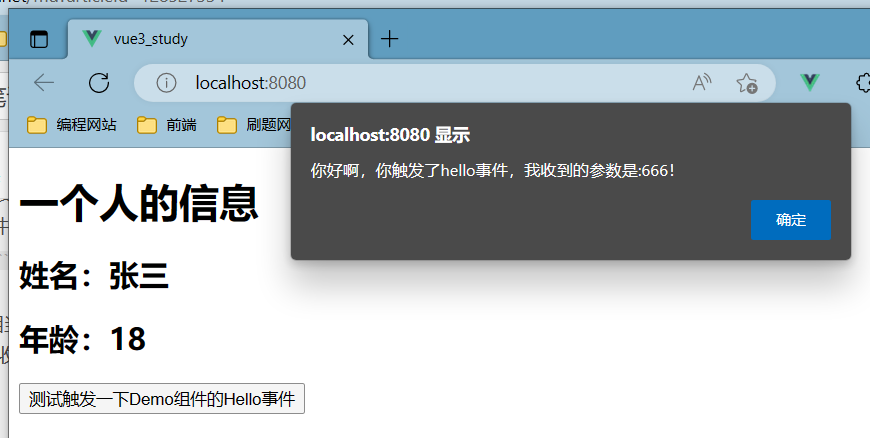 vue3_study
localhost:8080
编程网站
前端
刷题网
localhost:8080 显示
你好啊，你触发了hello事件，我收到的参数是:666！
确定
一个人的信息
姓名：张三
年龄：18
测试触发一下Demo组件的Hello事件